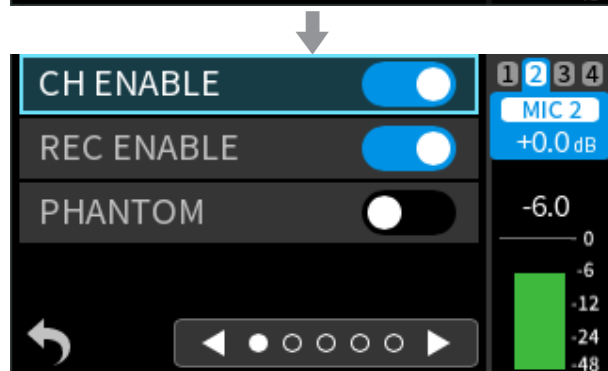 CH ENABLE
REC ENABLE
PHANTOM
1 2 3 4
MIC 2
+0.0 dB
-6.0
0
-6
-12
-24
-48